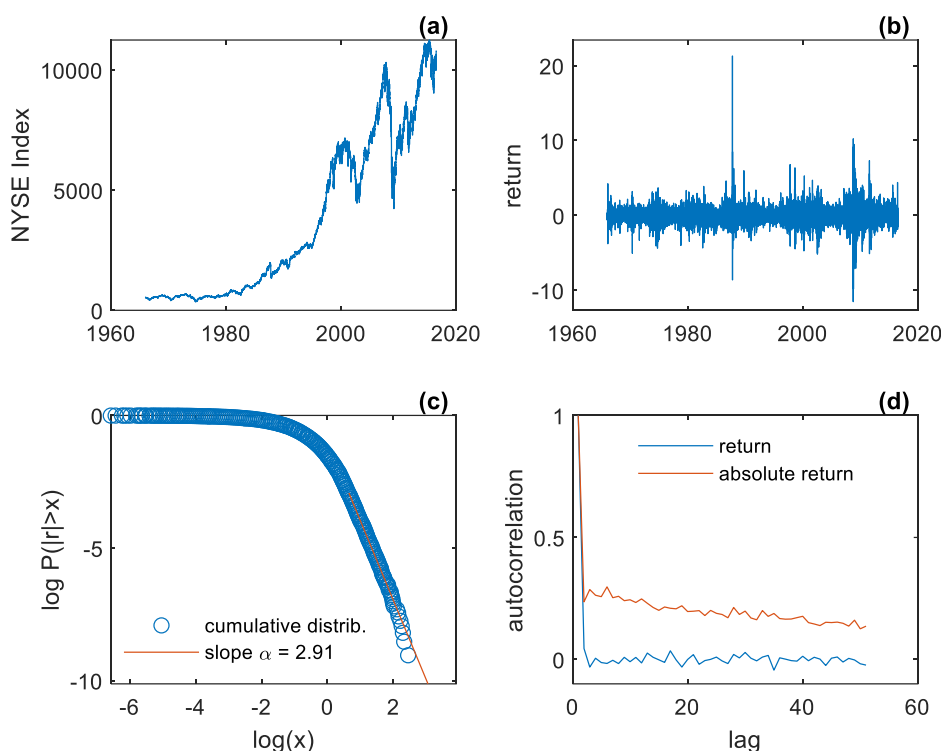 (a)
NYSE Index
10000
5000
0
1960
1980
2000
2020
(b)
return
20
10
0
-10
1960
1980
2000
2020
(c)
log P(|r|>x)
0
-5
-10
cumulative distrib.
slope α = 2.91
-6
-4
-2
0
2
log(x)
(d)
autocorrelation
1
0.5
0
return
absolute return
0
20
40
60
lag